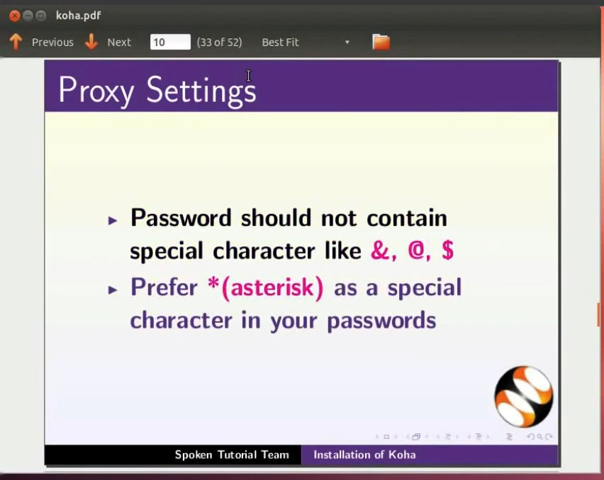 koha.pdf
Previous Next 10 (33 of 52) Best Fit
Proxy Settings
Password should not contain
special character like &, @, $
Prefer *(asterisk) as a special
character in your passwords
Spoken Tutorial Team Installation of Koha